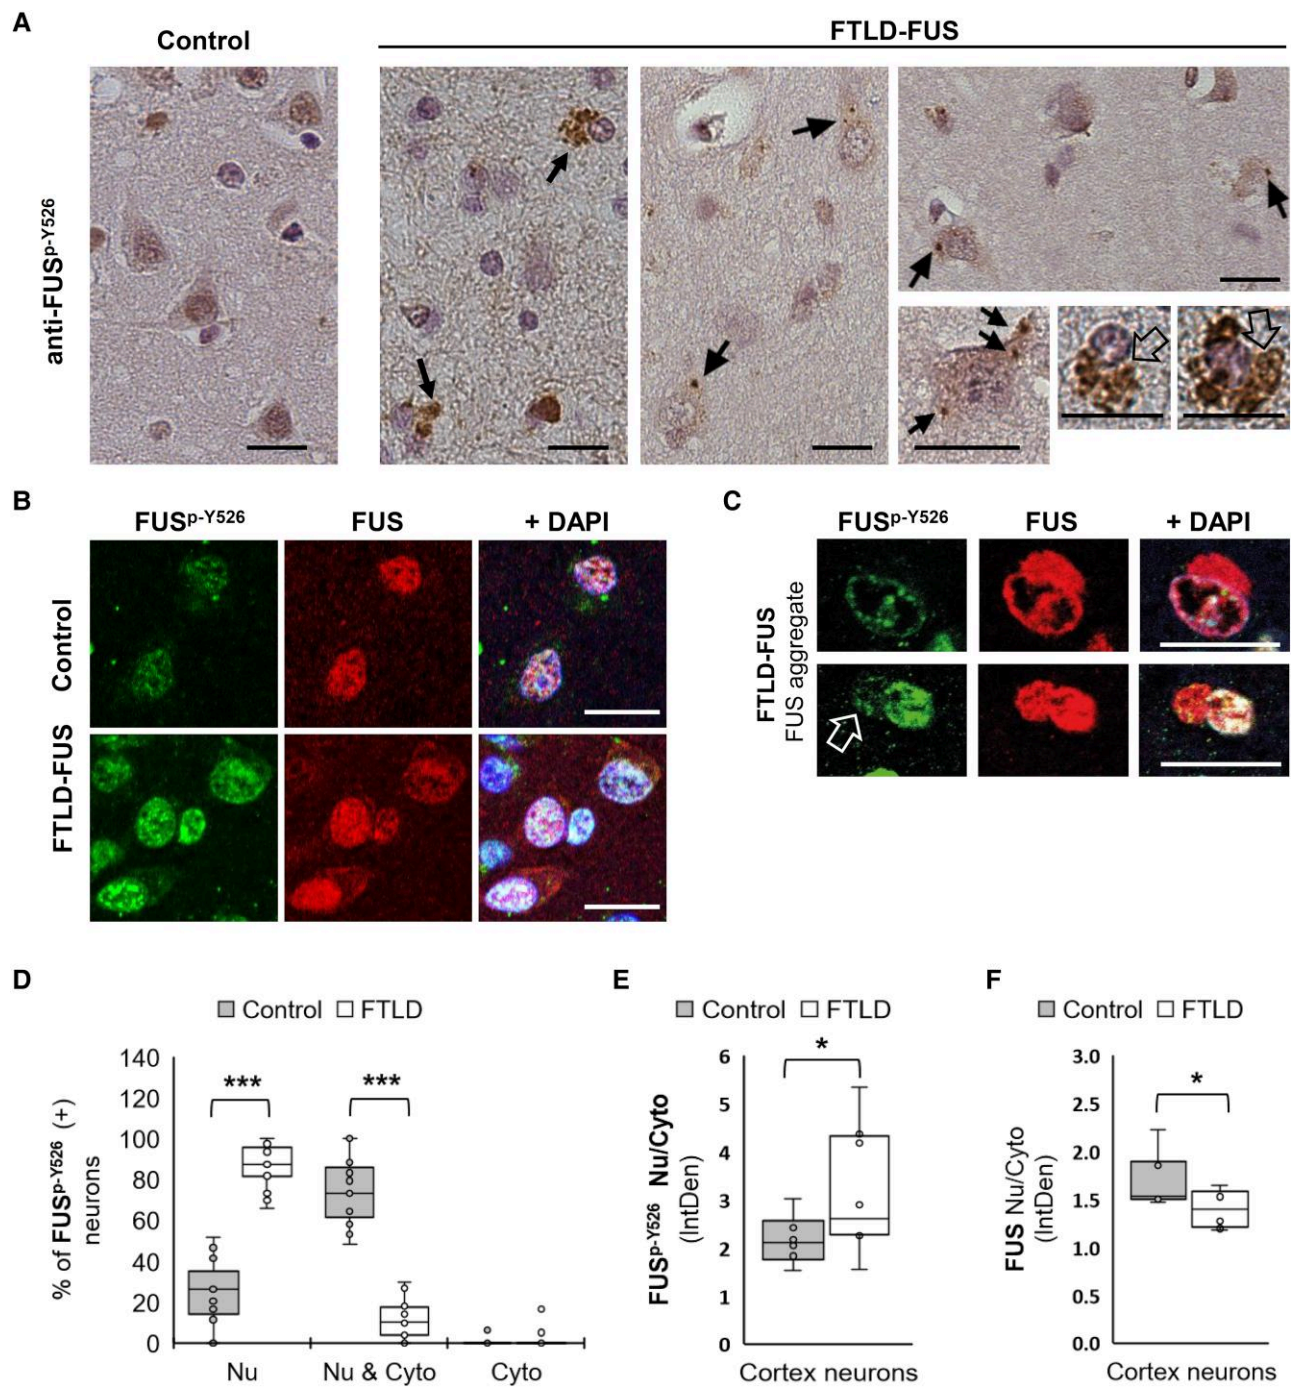 A
Control
FTLD-FUS
anti-FUSp-Y526
B
FUSp-Y526
FUS
+ DAPI
Control
FTLD-FUS
C
FUSp-Y526
FUS
+ DAPI
FTLD-FUS
FUS aggregate
D
Control
FTLD
% of FUSp-Y526 (+)
neurons
140
120
100
80
60
40
20
0
***
***
Nu
Nu & Cyto
Cyto
E
Control
FTLD
FUSp-Y526 Nu/Cyto
(IntDen)
6
5
4
3
2
1
0
*
Cortex neurons
F
Control
FTLD
FUS Nu/Cyto
(IntDen)
3.0
2.5
2.0
1.5
1.0
0.5
0.0
*
Cortex neurons